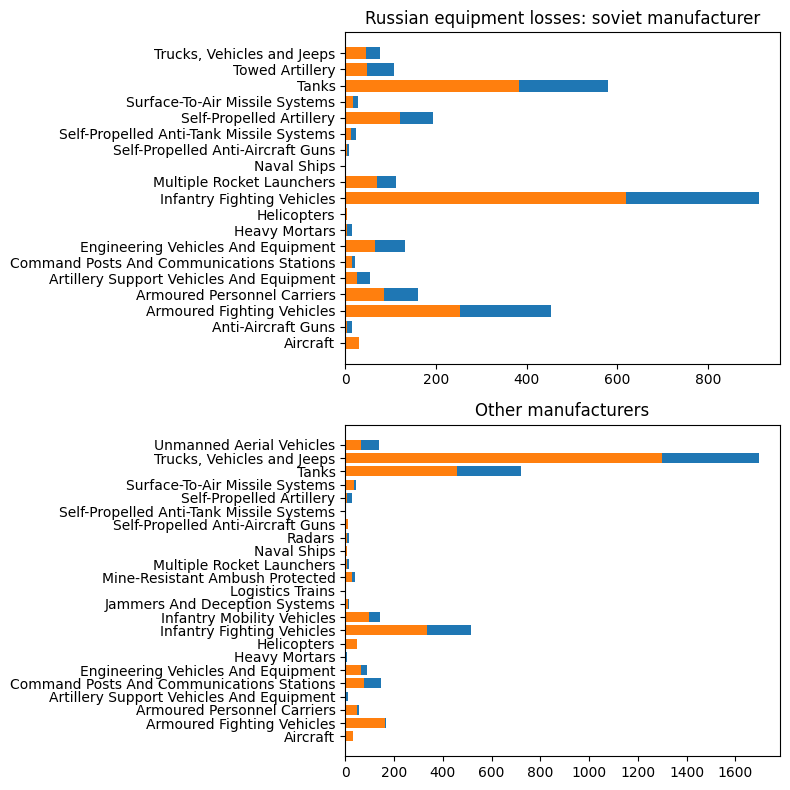 Russian equipment losses: soviet manufacturer
Trucks, Vehicles and Jeeps
Towed Artillery
Tanks
Surface-To-Air Missile Systems
Self-Propelled Artillery
Self-Propelled Anti-Tank Missile Systems
Self-Propelled Anti-Aircraft Guns
Naval Ships
Multiple Rocket Launchers
Infantry Fighting Vehicles
Helicopters
Heavy Mortars
Engineering Vehicles And Equipment
Command Posts And Communications Stations
Artillery Support Vehicles And Equipment
Armoured Personnel Carriers
Armoured Fighting Vehicles
Anti-Aircraft Guns
Aircraft
0 200 400 600 800
Other manufacturers
Unmanned Aerial Vehicles
Trucks, Vehicles and Jeeps
Tanks
Surface-To-Air Missile Systems
Self-Propelled Artillery
Self-Propelled Anti-Tank Missile Systems
Self-Propelled Anti-Aircraft Guns
Radars
Naval Ships
Multiple Rocket Launchers
Mine-Resistant Ambush Protected
Logistics Trains
Jammers And Deception Systems
Infantry Mobility Vehicles
Infantry Fighting Vehicles
Helicopters
Heavy Mortars
Engineering Vehicles And Equipment
Command Posts And Communications Stations
Artillery Support Vehicles And Equipment
Armoured Personnel Carriers
Armoured Fighting Vehicles
Aircraft
0 200 400 600 800 1000 1200 1400 1600